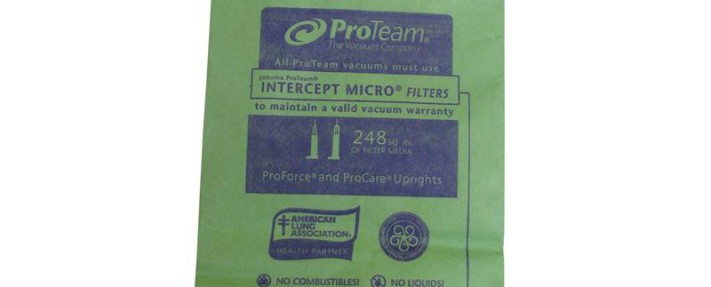 ProTeam®
The Vacuum Company
All ProTeam vacuums must use
genuine ProTeam®
INTERCEPT MICRO® FILTERS
to maintain a valid vacuum warranty
248 SQ. IN.
OF FILTER MEDIA
ProForce® and ProCare® Uprights
AMERICAN
LUNG
ASSOCIATION®
HEALTH PARTNER
NO COMBUSTIBLES! NO LIQUIDS!